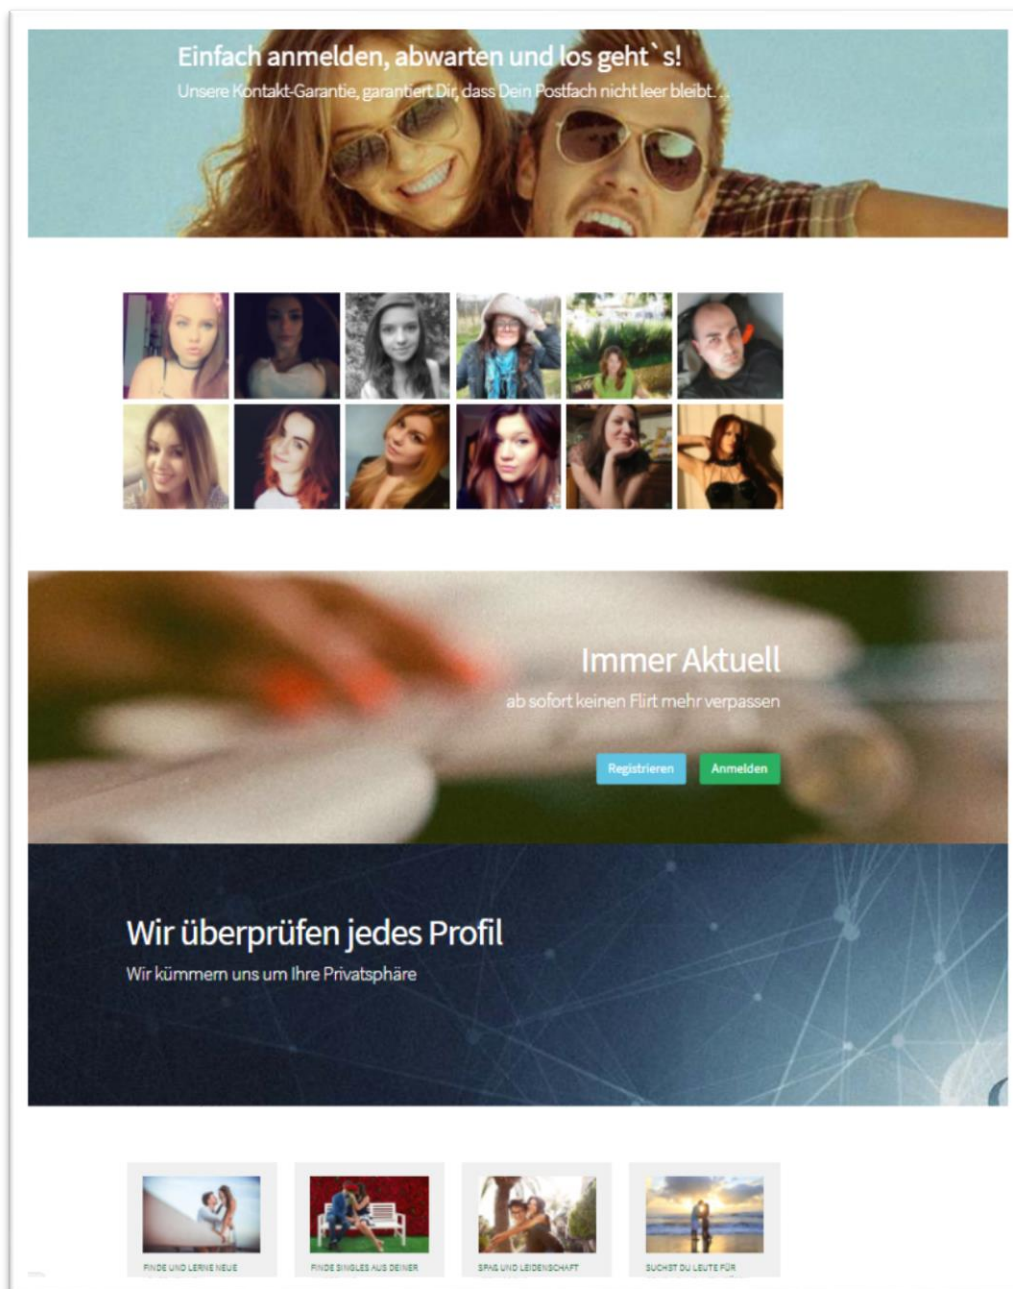 Einfach anmelden, abwarten und los geht`s!
Unsere Kontakt-Garantie, garantiert Dir, dass Dein Postfach nicht leer bleibt…
Immer Aktuell
ab sofort keinen Flirt mehr verpassen
Registrieren Anmelden
Wir überprüfen jedes Profil
Wir kümmern uns um Ihre Privatsphäre
FINDE UND LERNE NEUE
FINDE SINGLES AUS DEINER
SPAß UND LEIDENSCHAFT
SUCHST DU LEUTE FÜR